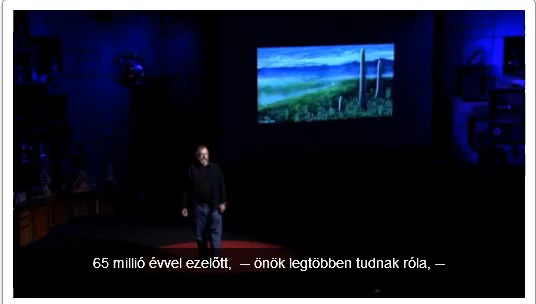 65 millió évvel ezelőtt, -- önök legtöbben tudnak róla, --